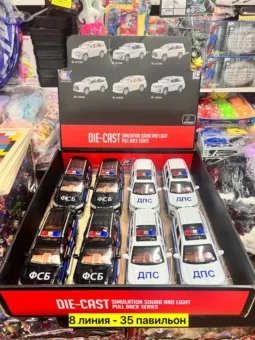 DIE-CAST
SIMULATION SOUND AND LIGHT
PULL BACK SERIES
ФСБ
ФСБ
ДПС
ДПС
ФСБ
ФСБ
ДПС
ДПС
DIE-CAST
SIMULATION SOUND AND LIGHT
PULL BACK SERIES
8 линия - 35 павильон